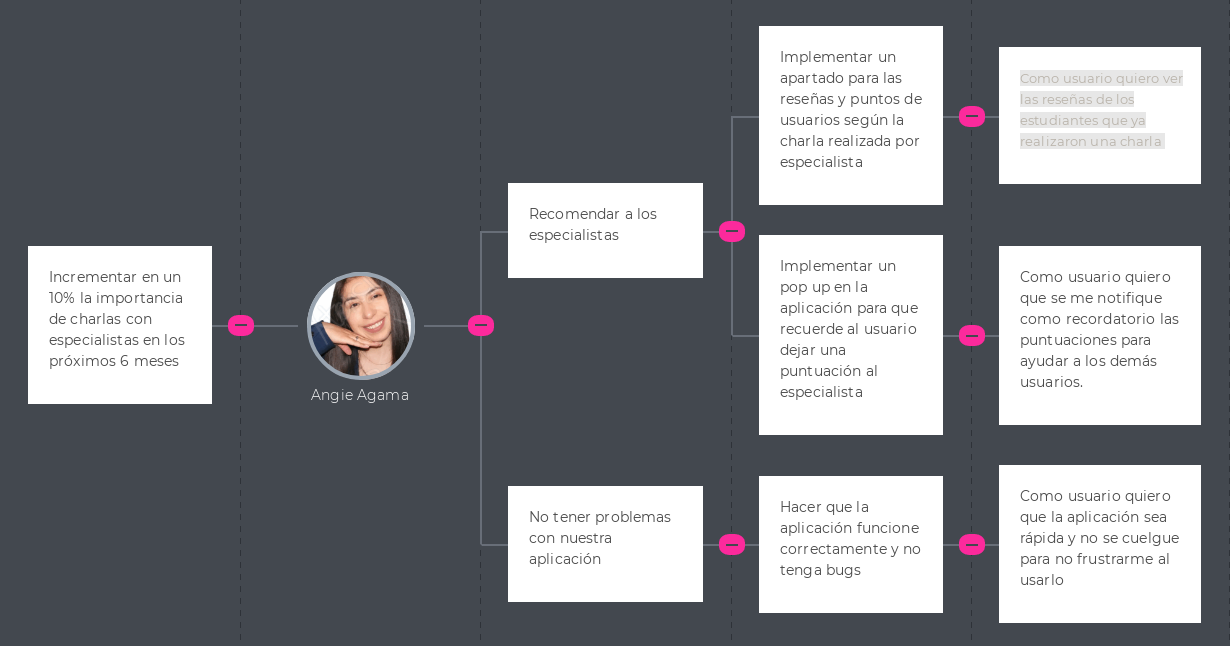 Incrementar en un
10% la importancia
de charlas con
especialistas en los
próximos 6 meses
Angie Agama
Recomendar a los
especialistas
Implementar un
apartado para las
reseñas y puntos de
usuarios según la
charla realizada por
especialista
Como usuario quiero ver
las reseñas de los
estudiantes que ya
realizaron una charla
Implementar un
pop up en la
aplicación para que
recuerde al usuario
dejar una
puntuación al
especialista
Como usuario quiero
que se me notifique
como recordatorio las
puntuaciones para
ayudar a los demás
usuarios.
No tener problemas
con nuestra
aplicación
Hacer que la
aplicación funcione
correctamente y no
tenga bugs
Como usuario quiero
que la aplicación sea
rápida y no se cuelgue
para no frustrarme al
usarlo